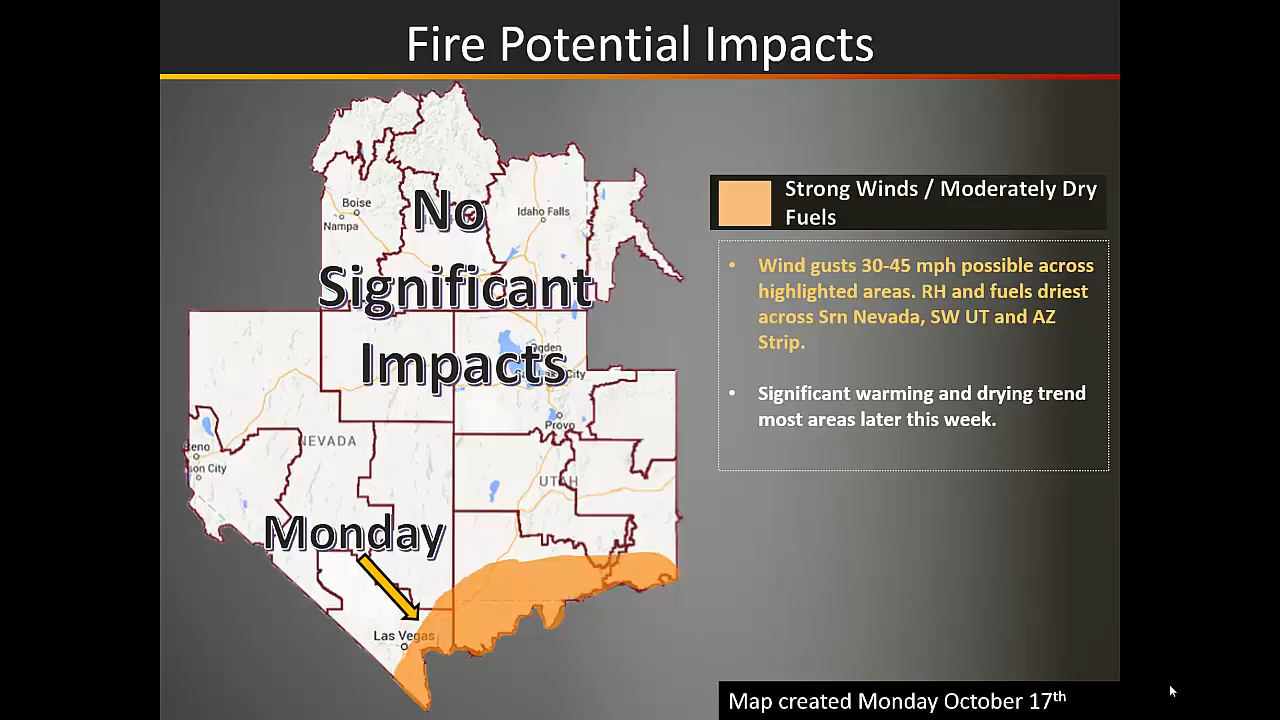 Fire Potential Impacts
Strong Winds / Moderately Dry
Fuels
• Wind gusts 30-45 mph possible across
highlighted areas. RH and fuels driest
across Srn Nevada, SW UT and AZ
Strip.
• Significant warming and drying trend
most areas later this week.
No
Significant
Impacts
Boise
Nampa
Idaho Falls
Ogden
City
Provo
NEVADA
eno
son City
UTAH
Monday
Las Vegas
Map created Monday October 17th